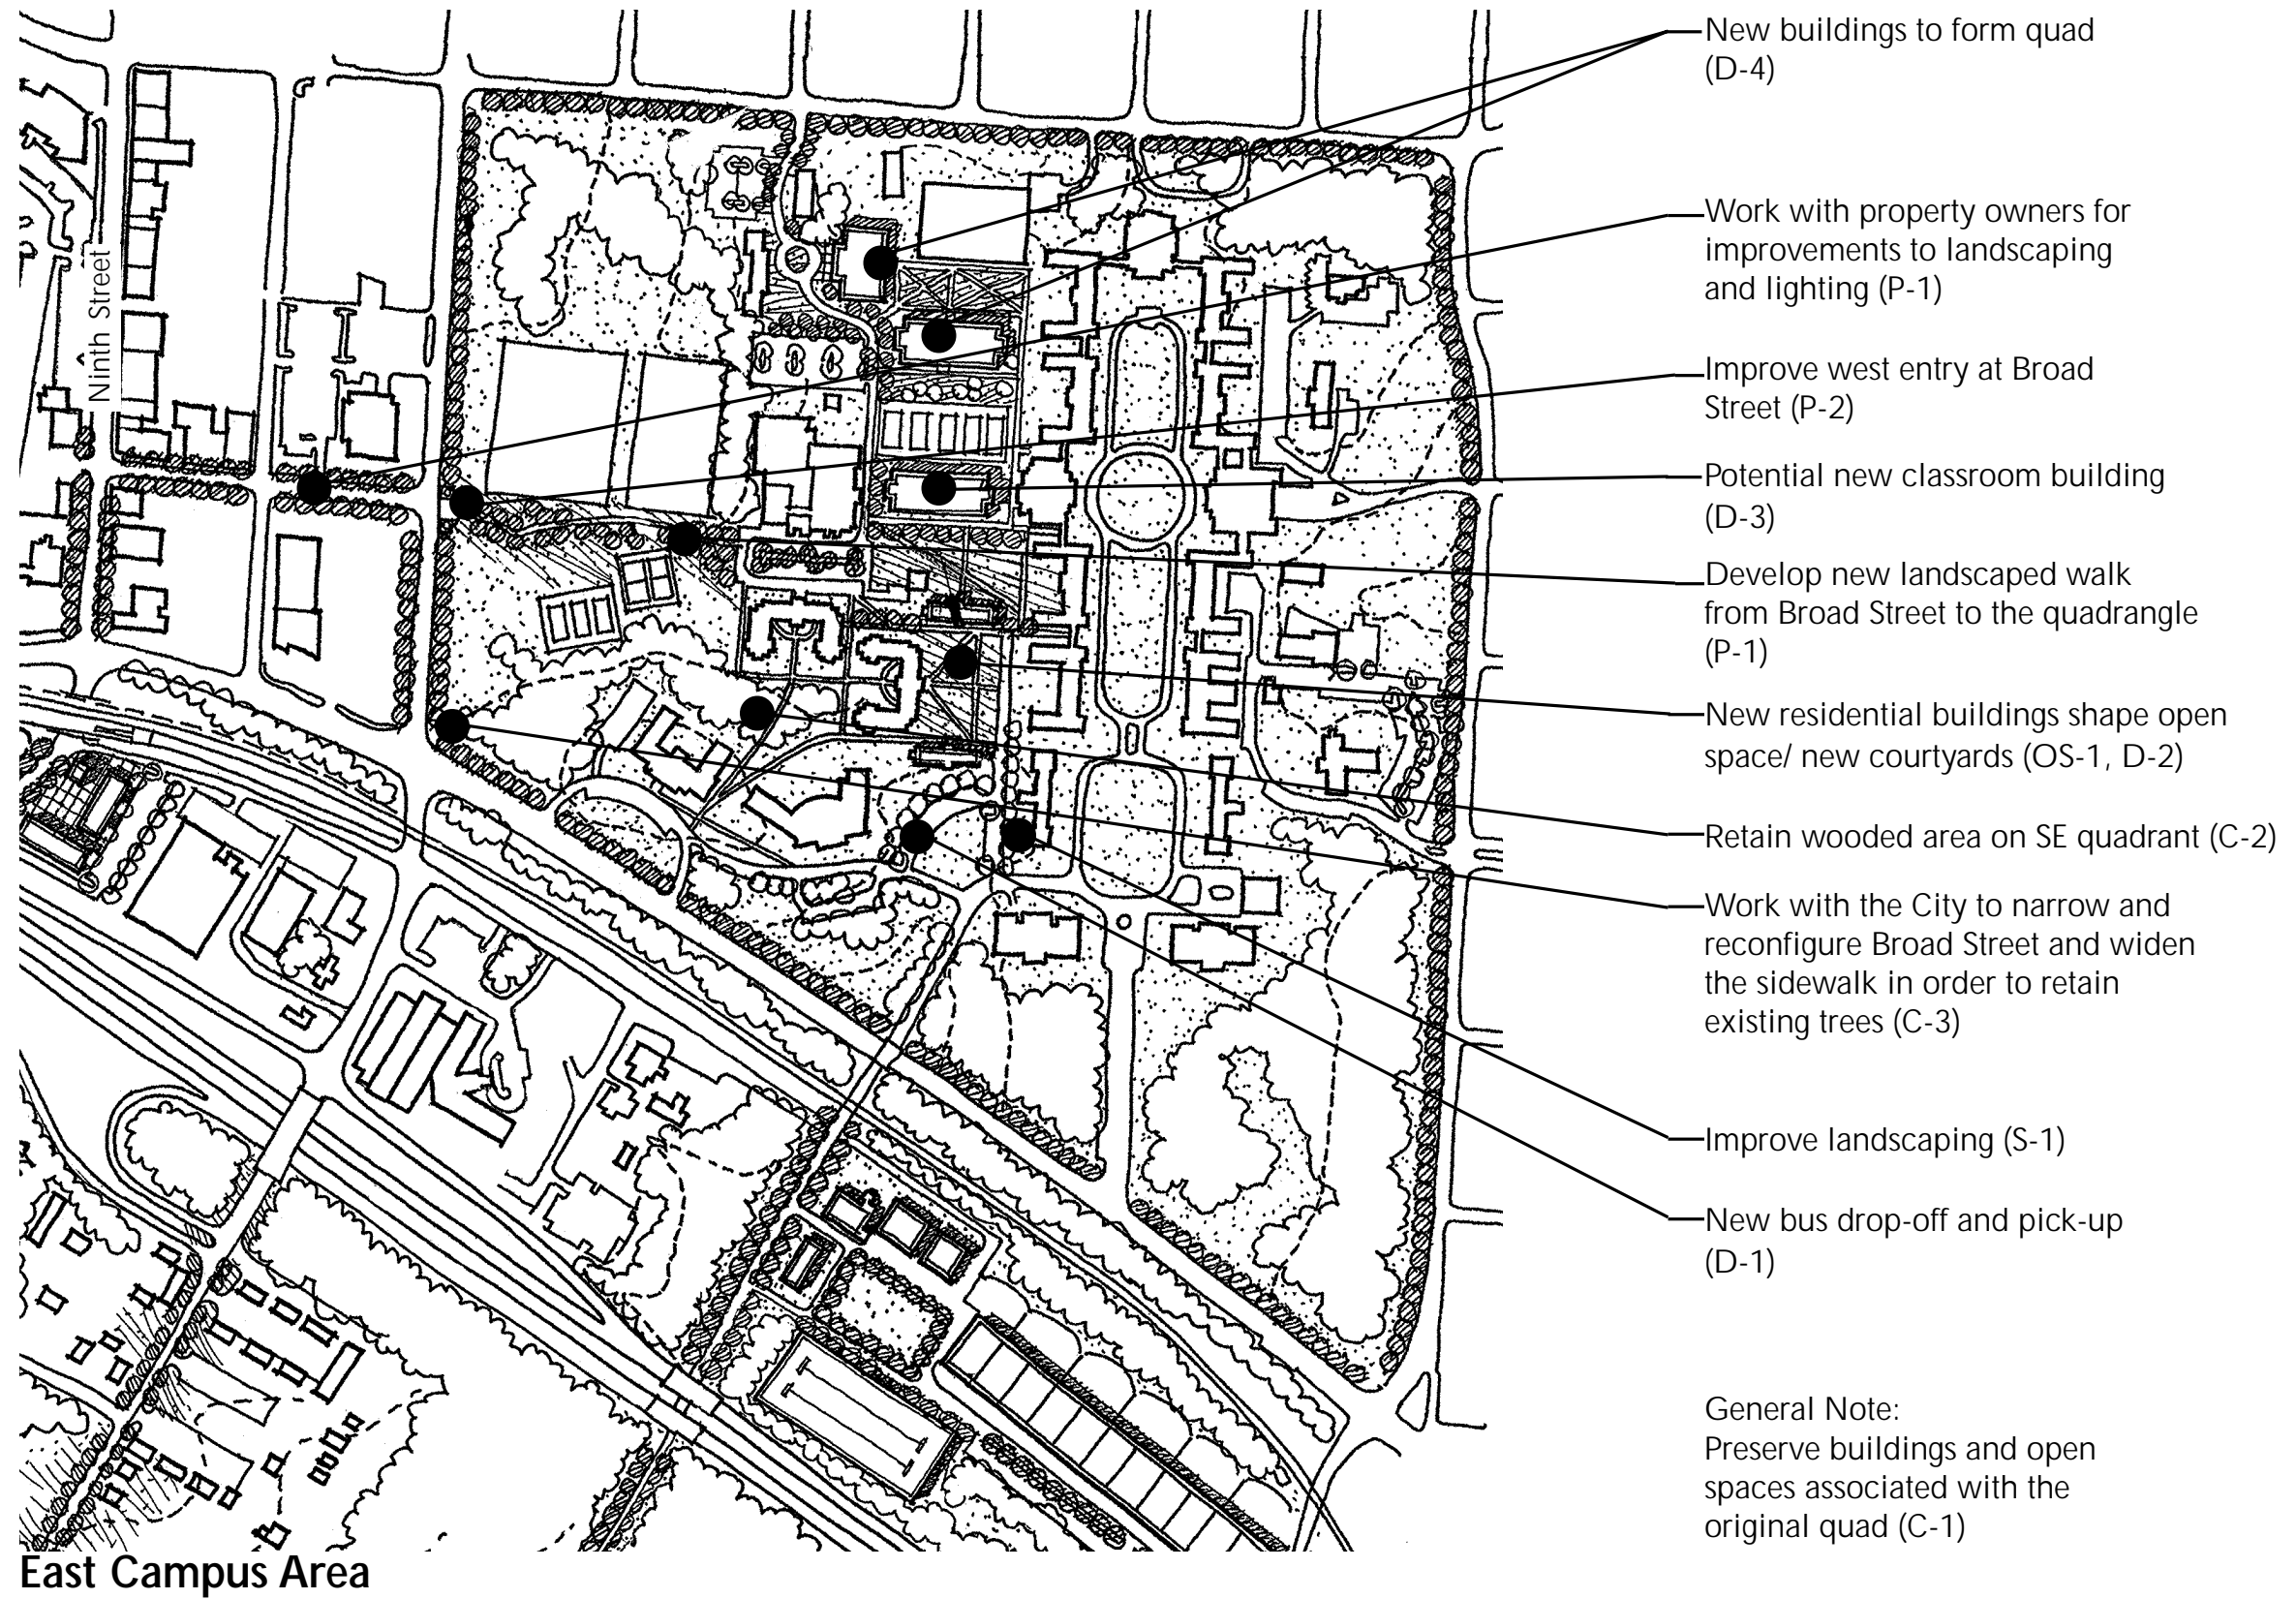 New buildings to form quad
(D-4)
Work with property owners for
improvements to landscaping
and lighting (P-1)
Improve west entry at Broad
Street (P-2)
Potential new classroom building
(D-3)
Develop new landscaped walk
from Broad Street to the quadrangle
(P-1)
New residential buildings shape open
space/ new courtyards (OS-1, D-2)
Retain wooded area on SE quadrant (C-2)
Work with the City to narrow and
reconfigure Broad Street and widen
the sidewalk in order to retain
existing trees (C-3)
Improve landscaping (S-1)
New bus drop-off and pick-up
(D-1)
General Note:
Preserve buildings and open
spaces associated with the
original quad (C-1)
Ninth Street
East Campus Area